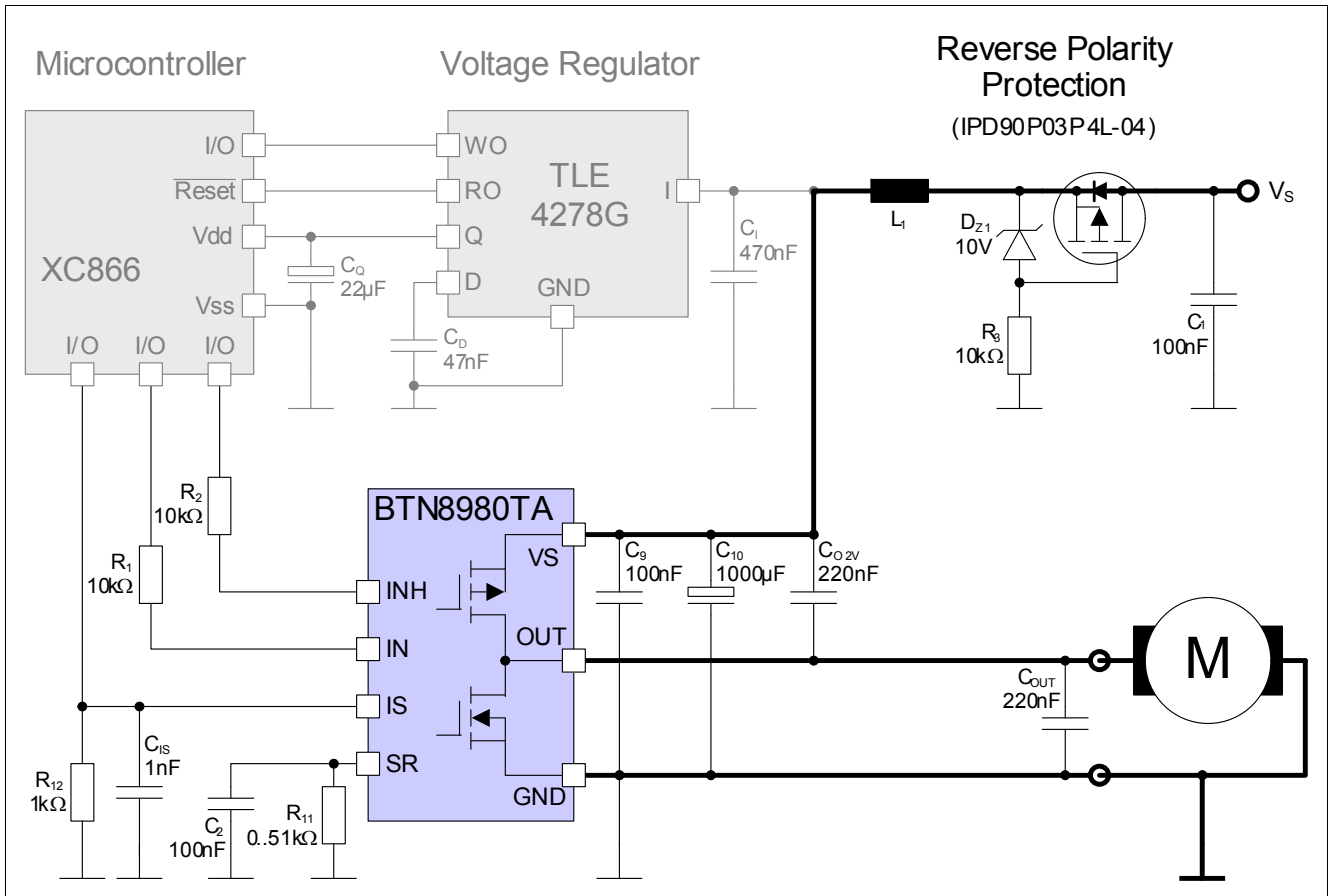 Microcontroller
Voltage Regulator
Reverse Polarity
Protection
(IPD90P03P4L-04)
XC866
I/O
Reset
Vdd
Vss
I/O
I/O
I/O
TLE
4278G
WO
RO
Q
D
GND
I
CQ
22µF
CD
47nF
CI
470nF
L1
DZ1
10V
R3
10kΩ
C1
100nF
VS
R2
10kΩ
R1
10kΩ
BTN8980TA
VS
INH
IN
IS
SR
OUT
GND
C9
100nF
C10
1000µF
CO2V
220nF
COUT
220nF
M
CIS
1nF
R12
1kΩ
C2
100nF
R11
0..51kΩ